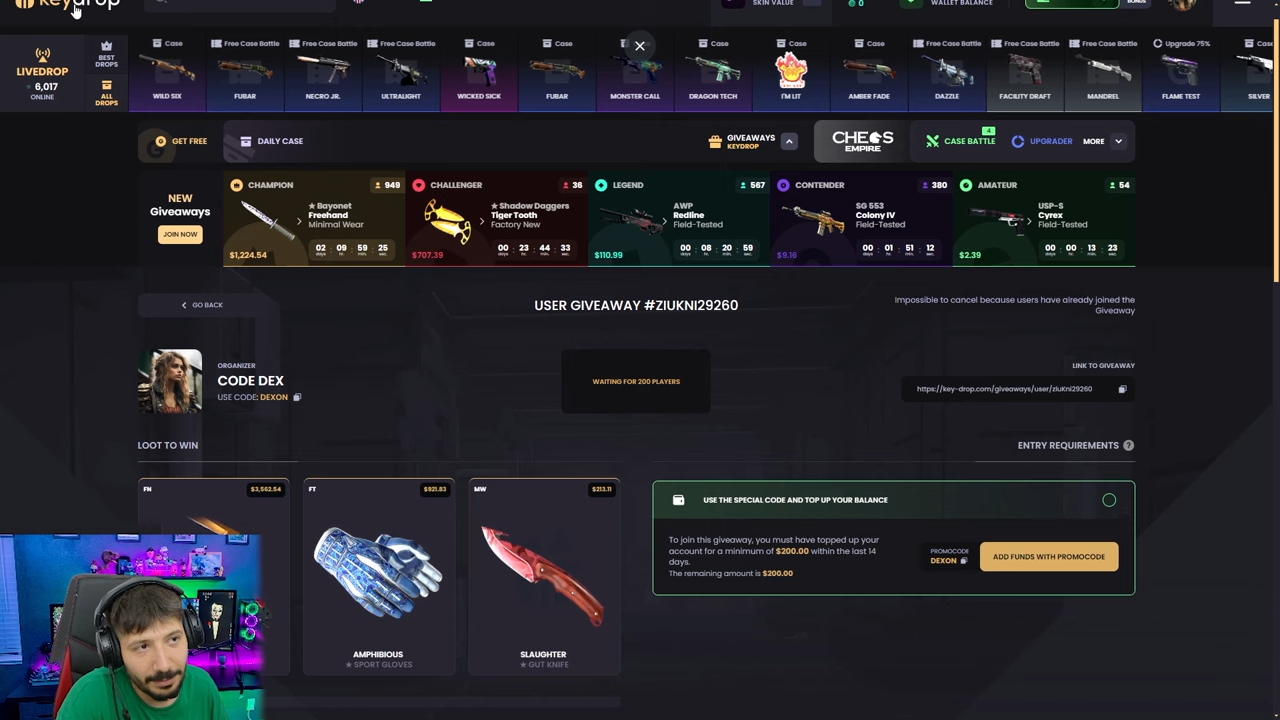 keydrop
SKIN VALUE
0
WALLET BALANCE
BONUS
LIVEDROP
6,017
ONLINE
BEST
DROPS
ALL
DROPS
Case
WILD SIX
Free Case Battle
FUBAR
Free Case Battle
NECRO JR.
Free Case Battle
ULTRALIGHT
Case
WICKED SICK
Case
FUBAR
MONSTER CALL
Case
DRAGON TECH
Case
I'M LIT
Case
AMBER FADE
Free Case Battle
DAZZLE
Free Case Battle
FACILITY DRAFT
Free Case Battle
MANDREL
Upgrade 75%
FLAME TEST
Case
SILVER
GET FREE
DAILY CASE
GIVEAWAYS
KEYDROP
CHESS
EMPIRE
4
CASE BATTLE
UPGRADER
MORE
NEW
Giveaways
JOIN NOW
CHAMPION
949
★ Bayonet
Freehand
Minimal Wear
$1,224.54
02 : 09 : 59 : 25
days hr. min. sec.
CHALLENGER
36
★ Shadow Daggers
Tiger Tooth
Factory New
$707.39
00 : 23 : 44 : 33
days hr. min. sec.
LEGEND
567
AWP
Redline
Field-Tested
$110.99
00 : 08 : 20 : 59
days hr. min. sec.
CONTENDER
380
SG 553
Colony IV
Field-Tested
$9.16
00 : 01 : 51 : 12
days hr. min. sec.
AMATEUR
54
USP-S
Cyrex
Field-Tested
$2.39
00 : 00 : 13 : 23
days hr. min. sec.
GO BACK
USER GIVEAWAY #ZIUKNI29260
Impossible to cancel because users have already joined the
Giveaway
ORGANIZER
CODE DEX
USE CODE: DEXON
WAITING FOR 200 PLAYERS
LINK TO GIVEAWAY
https://key-drop.com/giveaways/user/ziuKni29260
LOOT TO WIN
ENTRY REQUIREMENTS ?
FN
$3,562.54
FT
$921.83
AMPHIBIOUS
★ SPORT GLOVES
MW
$213.11
SLAUGHTER
★ GUT KNIFE
USE THE SPECIAL CODE AND TOP UP YOUR BALANCE
To join this giveaway, you must have topped up your
account for a minimum of $200.00 within the last 14
days.
The remaining amount is $200.00
PROMOCODE
DEXON
ADD FUNDS WITH PROMOCODE